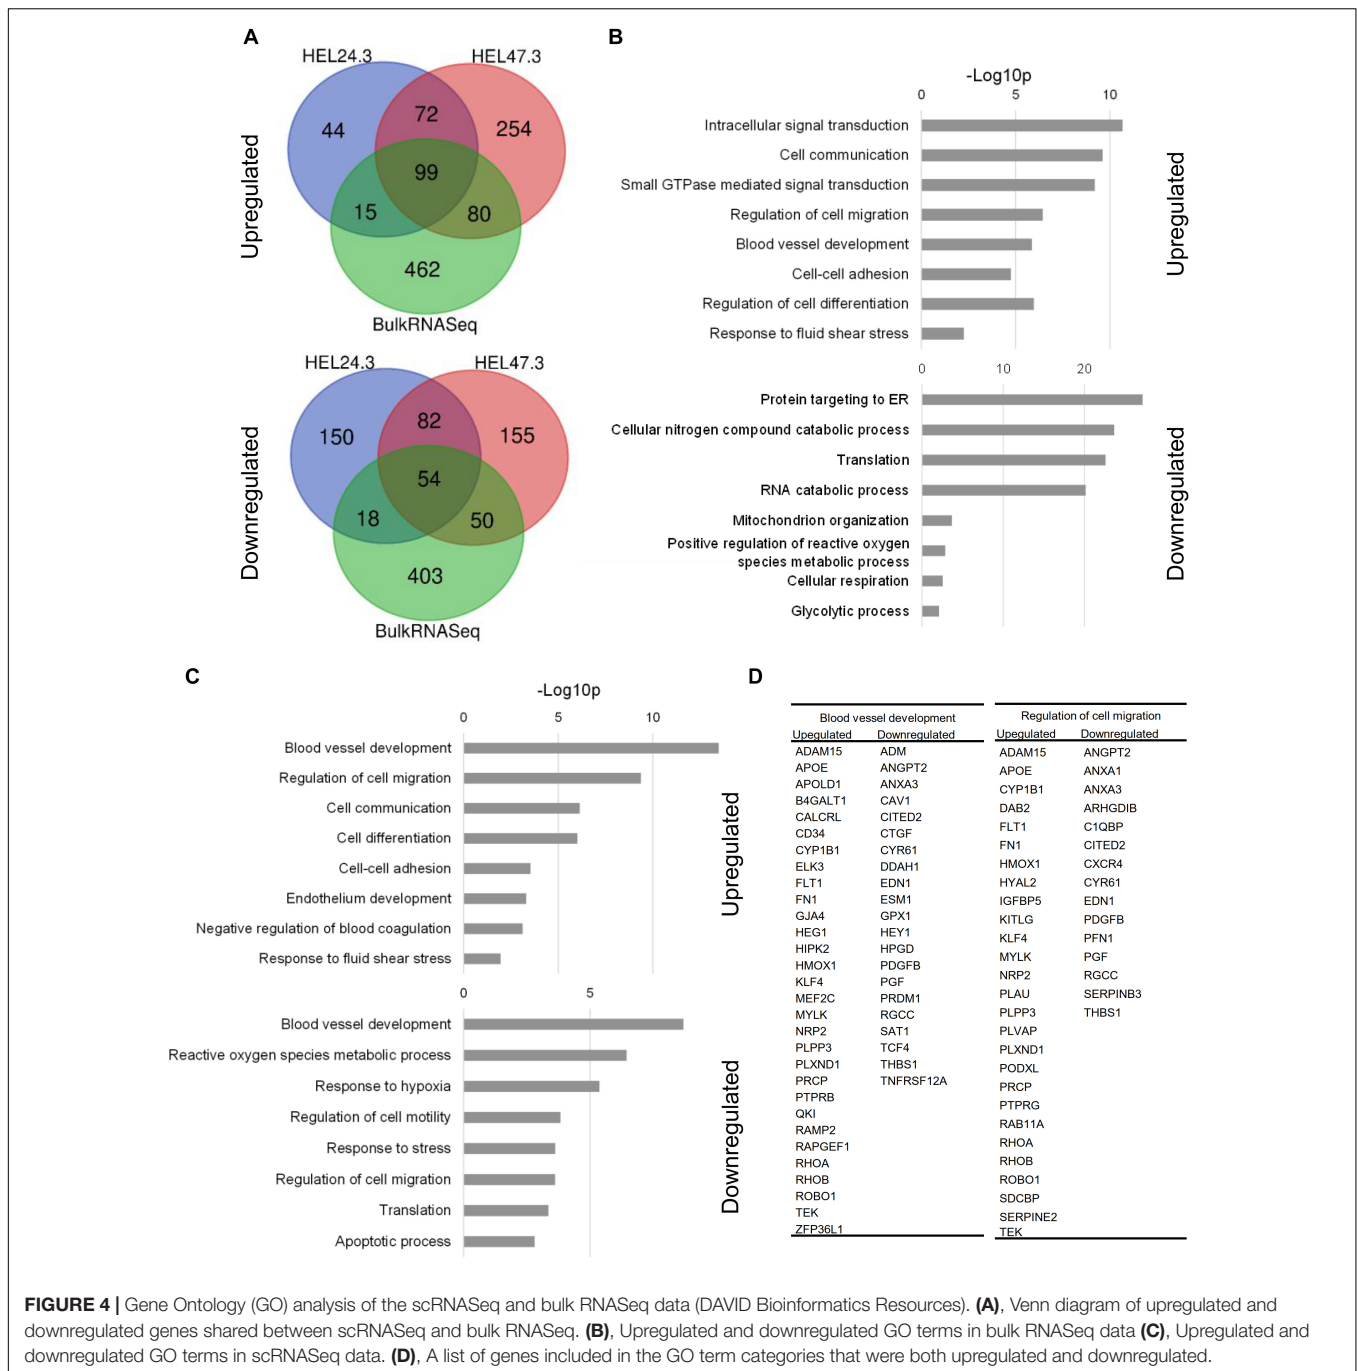 A
HEL24.3
HEL47.3
Upregulated
44
72
254
99
15
80
462
BulkRNASeq
HEL24.3
HEL47.3
Downregulated
150
82
155
54
18
50
403
BulkRNASeq
B
-Log10p
0 5 10
Intracellular signal transduction
Cell communication
Small GTPase mediated signal transduction
Regulation of cell migration
Blood vessel development
Cell-cell adhesion
Regulation of cell differentiation
Response to fluid shear stress
Upregulated
0 10 20
Protein targeting to ER
Cellular nitrogen compound catabolic process
Translation
RNA catabolic process
Mitochondrion organization
Positive regulation of reactive oxygen
species metabolic process
Cellular respiration
Glycolytic process
Downregulated
C
-Log10p
0 5 10
Blood vessel development
Regulation of cell migration
Cell communication
Cell differentiation
Cell-cell adhesion
Endothelium development
Negative regulation of blood coagulation
Response to fluid shear stress
Upregulated
0 5
Blood vessel development
Reactive oxygen species metabolic process
Response to hypoxia
Regulation of cell motility
Response to stress
Regulation of cell migration
Translation
Apoptotic process
Downregulated
D
Blood vessel development
Upegulated Downregulated
ADAM15 ADM
APOE ANGPT2
APOLD1 ANXA3
B4GALT1 CAV1
CALCRL CITED2
CD34 CTGF
CYP1B1 CYR61
ELK3 DDAH1
FLT1 EDN1
FN1 ESM1
GJA4 GPX1
HEG1 HEY1
HIPK2 HPGD
HMOX1 PDGFB
KLF4 PGF
MEF2C PRDM1
MYLK RGCC
NRP2 SAT1
PLPP3 TCF4
PLXND1 THBS1
PRCP TNFRSF12A
PTPRB
QKI
RAMP2
RAPGEF1
RHOA
RHOB
ROBO1
TEK
ZFP36L1
Regulation of cell migration
Upegulated Downregulated
ADAM15 ANGPT2
APOE ANXA1
CYP1B1 ANXA3
DAB2 ARHGDIB
FLT1 C1QBP
FN1 CITED2
HMOX1 CXCR4
HYAL2 CYR61
IGFBP5 EDN1
KITLG PDGFB
KLF4 PFN1
MYLK PGF
NRP2 RGCC
PLAU SERPINB3
PLPP3 THBS1
PLVAP
PLXND1
PODXL
PRCP
PTPRG
RAB11A
RHOA
RHOB
ROBO1
SDCBP
SERPINE2
TEK
FIGURE 4 | Gene Ontology (GO) analysis of the scRNASeq and bulk RNASeq data (DAVID Bioinformatics Resources). (A), Venn diagram of upregulated and
downregulated genes shared between scRNASeq and bulk RNASeq. (B), Upregulated and downregulated GO terms in bulk RNASeq data (C), Upregulated and
downregulated GO terms in scRNASeq data. (D), A list of genes included in the GO term categories that were both upregulated and downregulated.